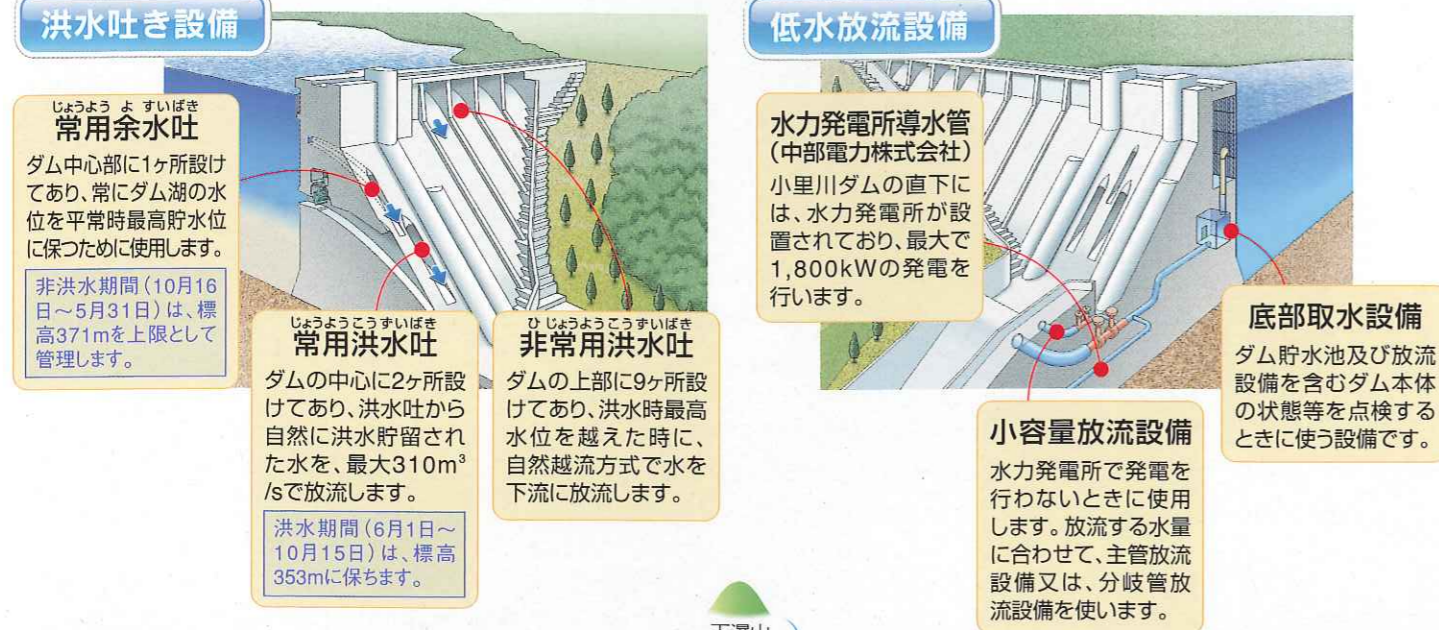 洪水吐き設備
じょうよう よ すいばき
常用余水吐
ダム中心部に1ヶ所設け
てあり、常にダム湖の水
位を平常時最高貯水位
に保つために使用します。
非洪水期間(10月16
日～5月31日)は、標
高371mを上限として
管理します。
じょうようこうずいばき
常用洪水吐
ダムの中心に2ヶ所設
けてあり、洪水吐から
自然に洪水貯留され
た水を、最大310m³
/sで放流します。
洪水期間(6月1日～
10月15日)は、標高
353mに保ちます。
ひ じょうようこうずいばき
非常用洪水吐
ダムの上部に9ヶ所設
けてあり、洪水時最高
水位を越えた時に、
自然越流方式で水を
下流に放流します。
低水放流設備
水力発電所導水管
(中部電力株式会社)
小里川ダムの直下に
は、水力発電所が設
置されており、最大で
1,800kWの発電を
行います。
小容量放流設備
水力発電所で発電を
行わないときに使用
します。放流する水量
に合わせて、主管放流
設備又は、分岐管放
流設備を使います。
底部取水設備
ダム貯水池及び放流
設備を含むダム本体
の状態等を点検する
ときに使う設備です。